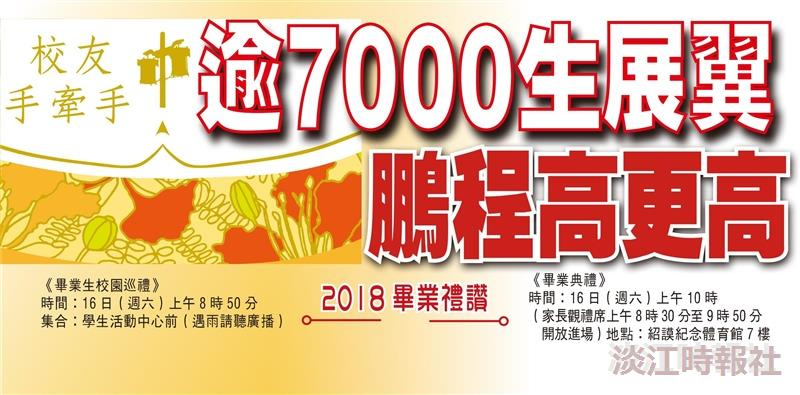 校友
手牽手
逾7000生展翼
鵬程高更高
《畢業生校園巡禮》
時間：16日（週六）上午8時50分
集合：學生活動中心前（遇雨請聽廣播）
2018畢業禮讚
《畢業典禮》
時間：16日（週六）上午10時
（家長觀禮席上午8時30分至9時50分
開放進場）地點：紹謨紀念體育館7樓
淡江時報社